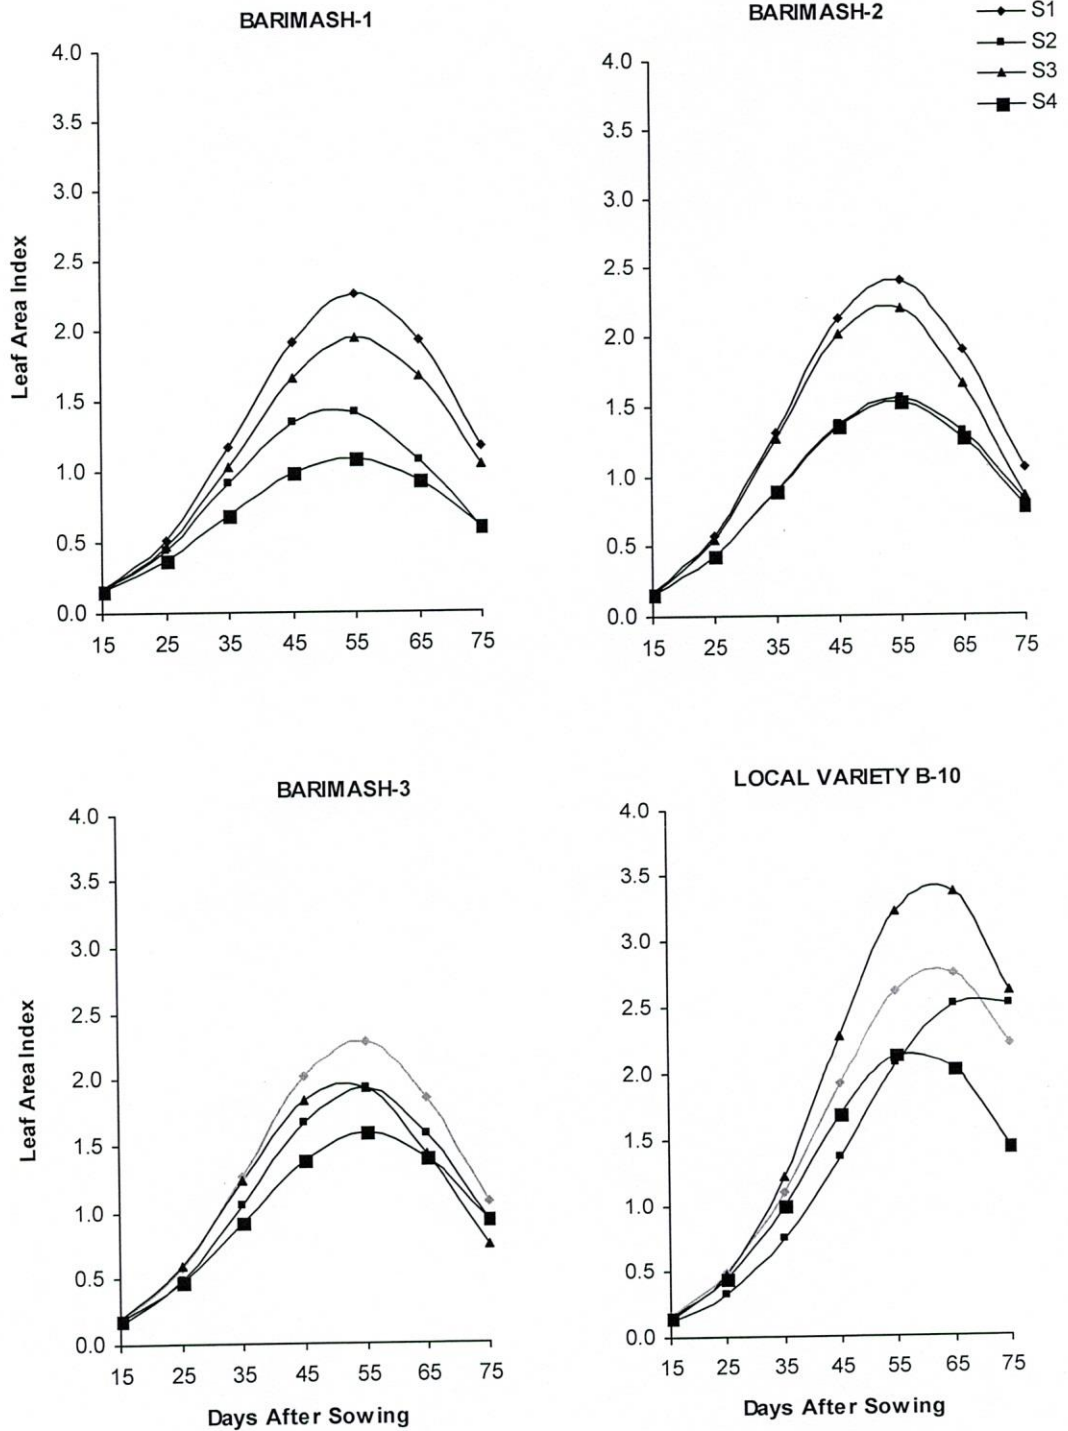 BARIMASH-1
4.0
3.5
3.0
2.5
2.0
1.5
1.0
0.5
0.0
Leaf Area Index
15 25 35 45 55 65 75
BARIMASH-2
S1
S2
S3
S4
4.0
3.5
3.0
2.5
2.0
1.5
1.0
0.5
0.0
15 25 35 45 55 65 75
BARIMASH-3
4.0
3.5
3.0
2.5
2.0
1.5
1.0
0.5
0.0
Leaf Area Index
15 25 35 45 55 65 75
Days After Sowing
LOCAL VARIETY B-10
4.0
3.5
3.0
2.5
2.0
1.5
1.0
0.5
0.0
15 25 35 45 55 65 75
Days After Sowing